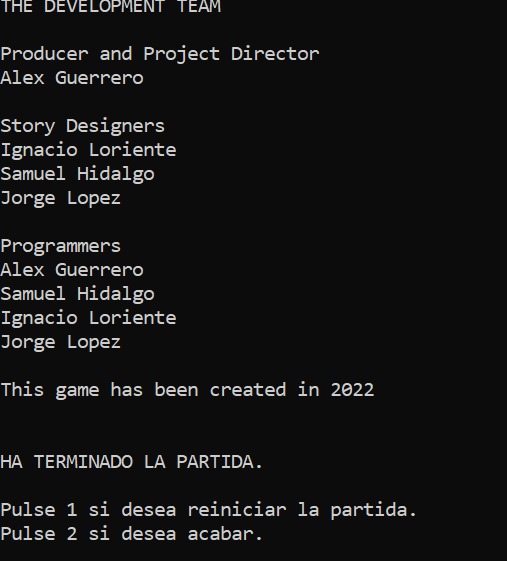 THE DEVELOPMENT TEAM
Producer and Project Director
Alex Guerrero
Story Designers
Ignacio Loriente
Samuel Hidalgo
Jorge Lopez
Programmers
Alex Guerrero
Samuel Hidalgo
Ignacio Loriente
Jorge Lopez
This game has been created in 2022
HA TERMINADO LA PARTIDA.
Pulse 1 si desea reiniciar la partida.
Pulse 2 si desea acabar.